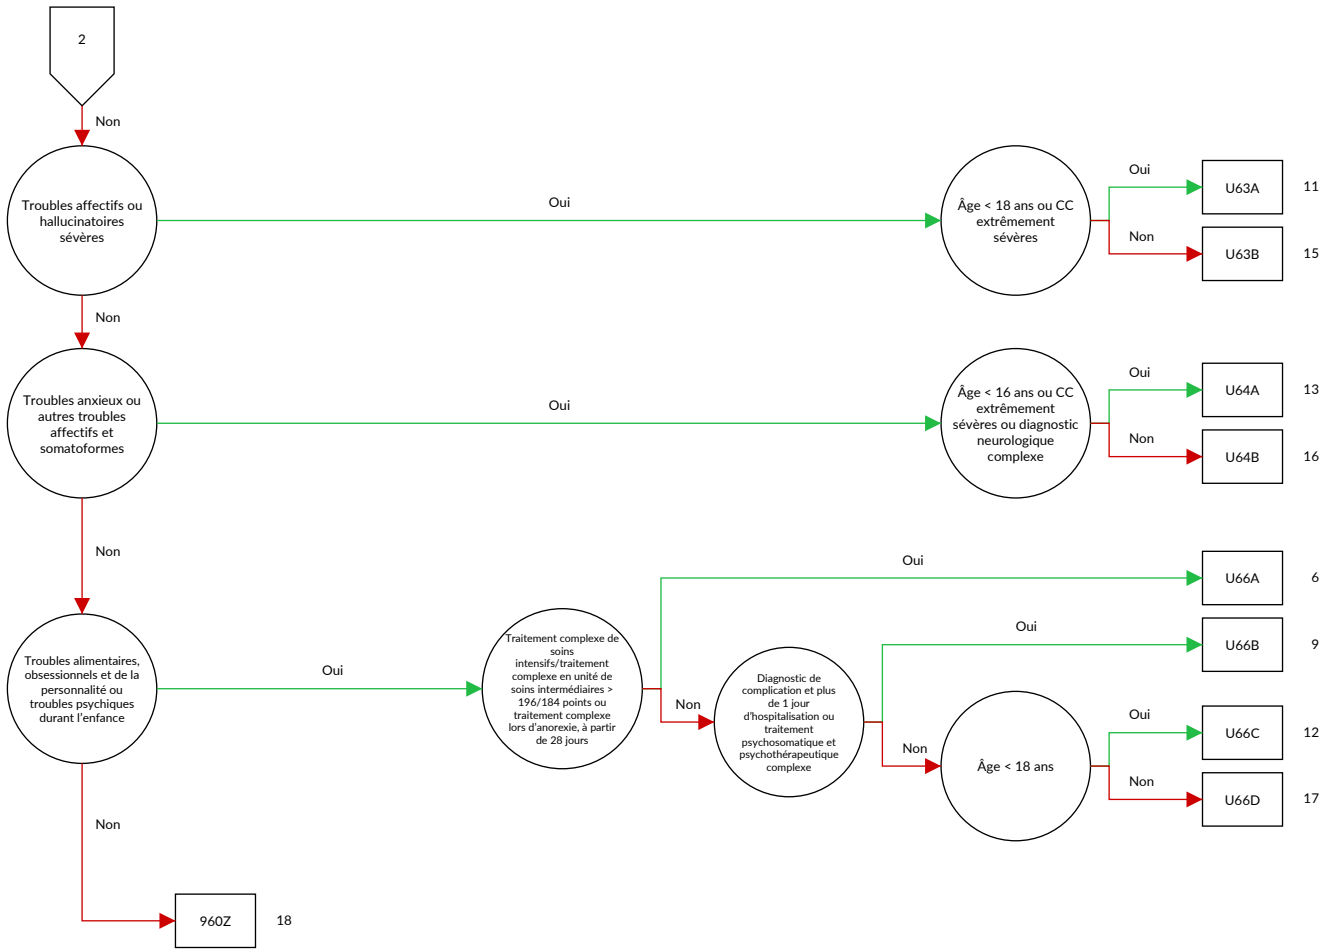 2
Non
Troubles affectifs ou
hallucinatoires
sévères
Oui
Âge < 18 ans ou CC
extrêmement
sévères
Oui
U63A
11
Non
U63B
15
Non
Troubles anxieux ou
autres troubles
affectifs et
somatoformes
Oui
Âge < 16 ans ou CC
extrêmement
sévères ou diagnostic
neurologique
complexe
Oui
U64A
13
Non
U64B
16
Non
Troubles alimentaires,
obsessionnels et de la
personnalité ou
troubles psychiques
durant l'enfance
Oui
Traitement complexe de
soins
intensifs/traitement
complexe en unité de
soins intermédiaires >
196/184 points ou
traitement complexe
lors d'anorexie, à partir
de 28 jours
Oui
U66A
6
Non
Diagnostic de
complication et plus
de 1 jour
d'hospitalisation ou
traitement
psychosomatique et
psychothérapeutique
complexe
Oui
U66B
9
Non
Âge < 18 ans
Oui
U66C
12
Non
U66D
17
Non
960Z
18